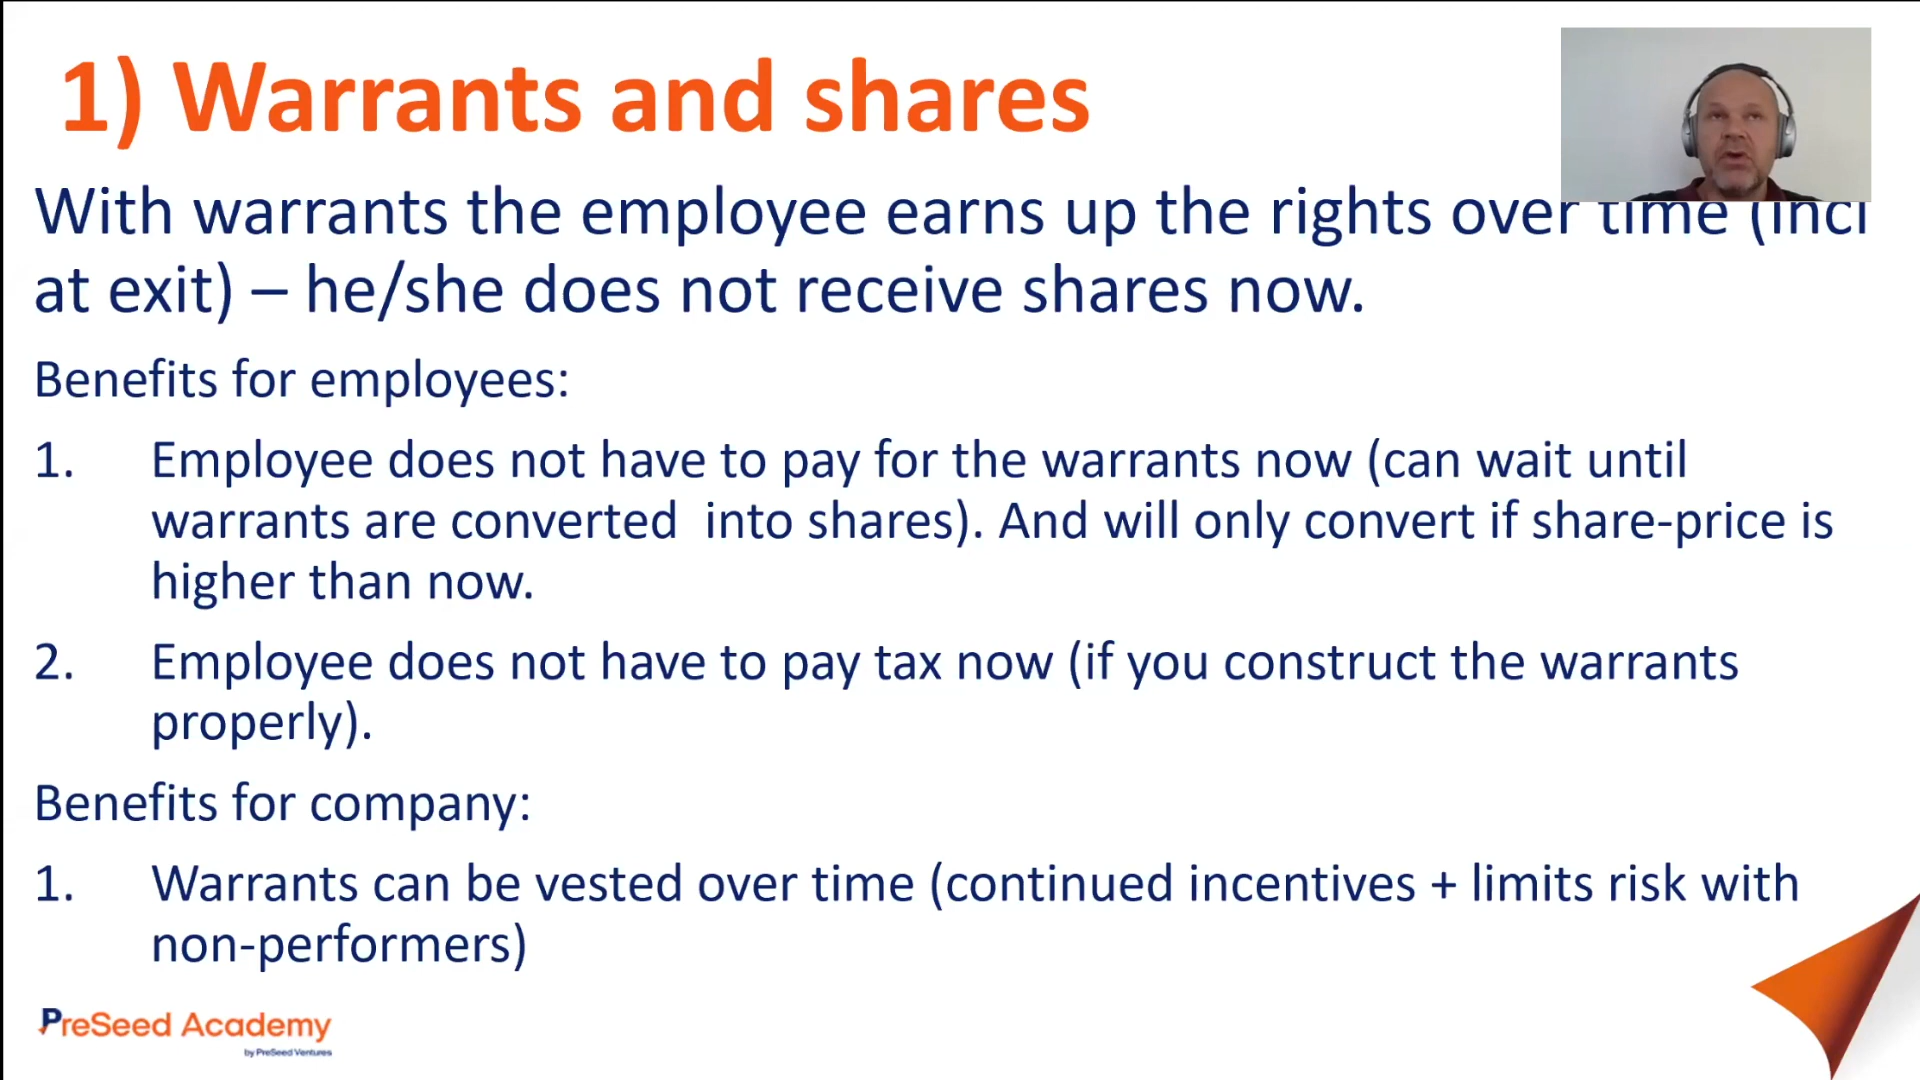 1) Warrants and shares
With warrants the employee earns up the rights over time (incl
at exit) – he/she does not receive shares now.
Benefits for employees:
1. Employee does not have to pay for the warrants now (can wait until
warrants are converted  into shares). And will only convert if share-price is
higher than now.
2. Employee does not have to pay tax now (if you construct the warrants
properly).
Benefits for company:
1. Warrants can be vested over time (continued incentives + limits risk with
non-performers)
PreSeed Academy
by PreSeed Ventures